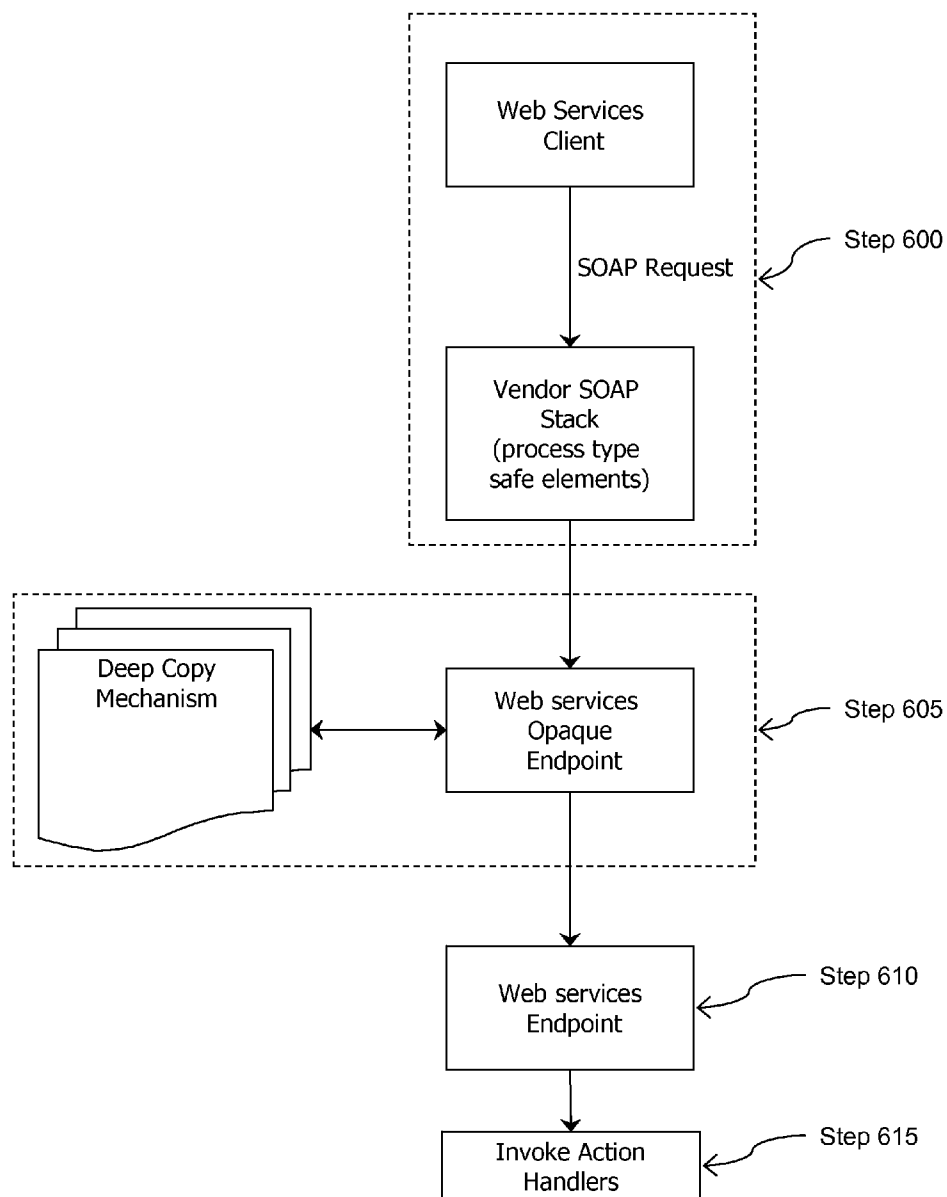 Web Services
Client
Step 600
SOAP Request
Vendor SOAP
Stack
(process type
safe elements)
Deep Copy
Mechanism
Web services
Opaque
Endpoint
Step 605
Web services
Endpoint
Step 610
Invoke Action
Handlers
Step 615